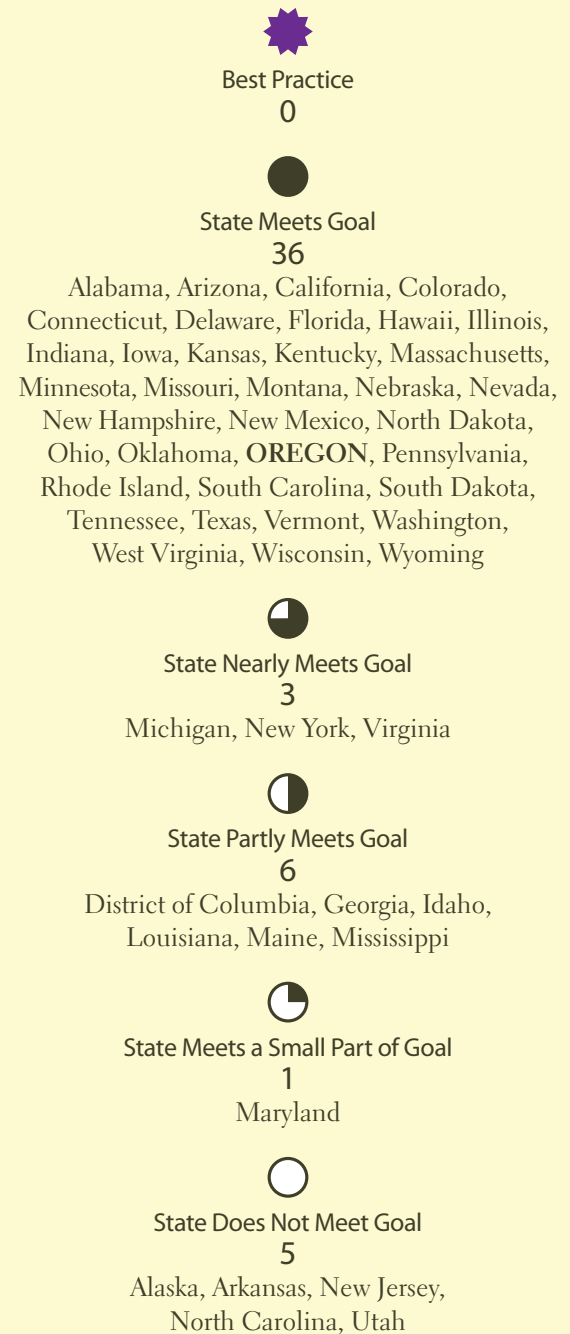 Best Practice
0
State Meets Goal
36
Alabama, Arizona, California, Colorado,
Connecticut, Delaware, Florida, Hawaii, Illinois,
Indiana, Iowa, Kansas, Kentucky, Massachusetts,
Minnesota, Missouri, Montana, Nebraska, Nevada,
New Hampshire, New Mexico, North Dakota,
Ohio, Oklahoma, OREGON, Pennsylvania,
Rhode Island, South Carolina, South Dakota,
Tennessee, Texas, Vermont, Washington,
West Virginia, Wisconsin, Wyoming
State Nearly Meets Goal
3
Michigan, New York, Virginia
State Partly Meets Goal
6
District of Columbia, Georgia, Idaho,
Louisiana, Maine, Mississippi
State Meets a Small Part of Goal
1
Maryland
State Does Not Meet Goal
5
Alaska, Arkansas, New Jersey,
North Carolina, Utah